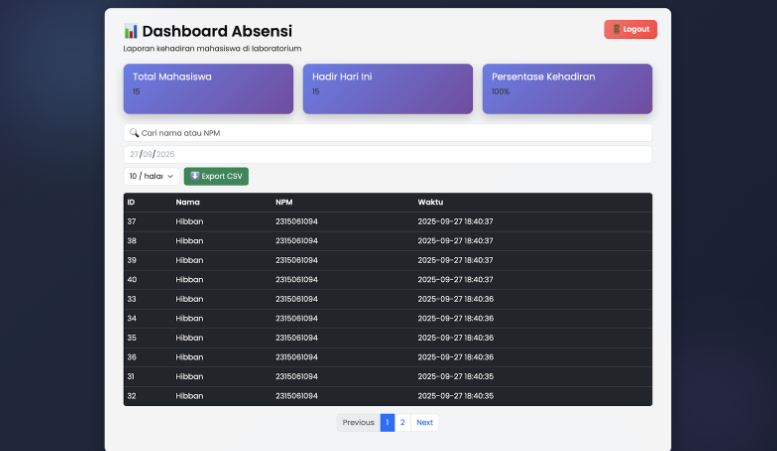 Dashboard Absensi
Logout
Laporan kehadiran mahasiswa di laboratorium
Total Mahasiswa
15
Hadir Hari Ini
15
Persentase Kehadiran
100%
Cari nama atau NPM
27/09/2025
10 / halan
Export CSV
ID Nama NPM Waktu
37 Hibban 2315061094 2025-09-27 18:40:37
38 Hibban 2315061094 2025-09-27 18:40:37
39 Hibban 2315061094 2025-09-27 18:40:37
40 Hibban 2315061094 2025-09-27 18:40:37
33 Hibban 2315061094 2025-09-27 18:40:36
34 Hibban 2315061094 2025-09-27 18:40:36
35 Hibban 2315061094 2025-09-27 18:40:36
36 Hibban 2315061094 2025-09-27 18:40:36
31 Hibban 2315061094 2025-09-27 18:40:35
32 Hibban 2315061094 2025-09-27 18:40:35
Previous 1 2 Next